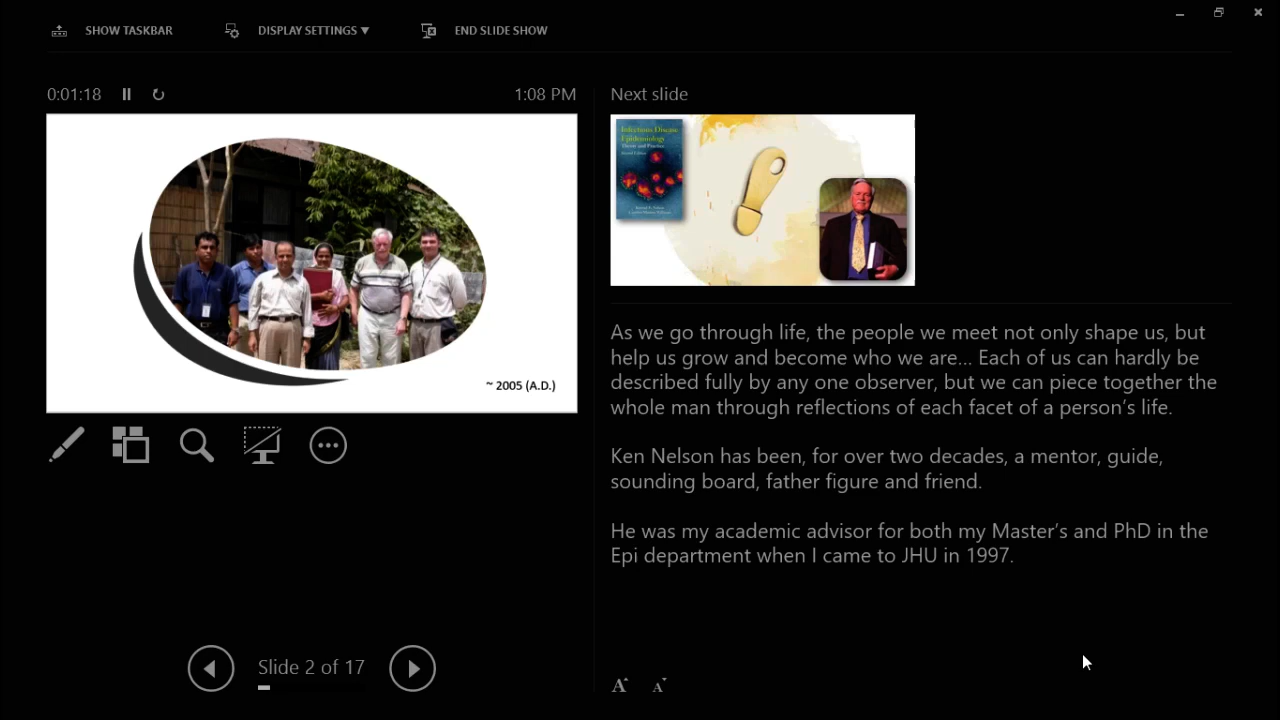 SHOW TASKBAR
DISPLAY SETTINGS ▼
END SLIDE SHOW
0:01:18
1:08 PM
~ 2005 (A.D.)
Slide 2 of 17
Next slide
Infectious Disease
Epidemiology
Theory and Practice
As we go through life, the people we meet not only shape us, but
help us grow and become who we are... Each of us can hardly be
described fully by any one observer, but we can piece together the
whole man through reflections of each facet of a person's life.
Ken Nelson has been, for over two decades, a mentor, guide,
sounding board, father figure and friend.
He was my academic advisor for both my Master's and PhD in the
Epi department when I came to JHU in 1997.
A A